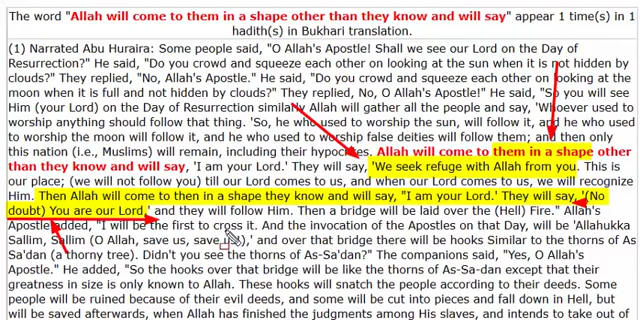 The word "Allah will come to them in a shape other than they know and will say" appear 1 time(s) in 1
hadith(s) in Bukhari translation.
(1) Narrated Abu Huraira: Some people said, "O Allah's Apostle! Shall we see our Lord on the Day of
Resurrection?" He said, "Do you crowd and squeeze each other on looking at the sun when it is not hidden by
clouds?" They replied, "No, Allah's Apostle." He said, "Do you crowd and squeeze each other on looking at the
moon when it is full and not hidden by clouds?" They replied, No, O Allah's Apostle!" He said, "So you will see
Him (your Lord) on the Day of Resurrection similarly Allah will gather all the people and say, 'Whoever used to
worship anything should follow that thing. 'So, he who used to worship the sun, will follow it, and he who used
to worship the moon will follow it, and he who used to worship false deities will follow them; and then only
this nation (i.e., Muslims) will remain, including their hypocrites. Allah will come to them in a shape other
than they know and will say, 'I am your Lord.' They will say, 'We seek refuge with Allah from you. This is
our place; (we will not follow you) till our Lord comes to us, and when our Lord comes to us, we will recognize
Him. Then Allah will come to then in a shape they know and will say, "I am your Lord.' They will say, '(No
doubt) You are our Lord,' and they will follow Him. Then a bridge will be laid over the (Hell) Fire." Allah's
Apostle added, "I will be the first to cross it. And the invocation of the Apostles on that Day, will be 'Allahukka
Sallim, Sallim (O Allah, save us, save us!),' and over that bridge there will be hooks Similar to the thorns of As
Sa'dan (a thorny tree). Didn't you see the thorns of As-Sa'dan?" The companions said, "Yes, O Allah's
Apostle." He added, "So the hooks over that bridge will be like the thorns of As-Sa-dan except that their
greatness in size is only known to Allah. These hooks will snatch the people according to their deeds. Some
people will be ruined because of their evil deeds, and some will be cut into pieces and fall down in Hell, but
will be saved afterwards, when Allah has finished the judgments among His slaves, and intends to take out of